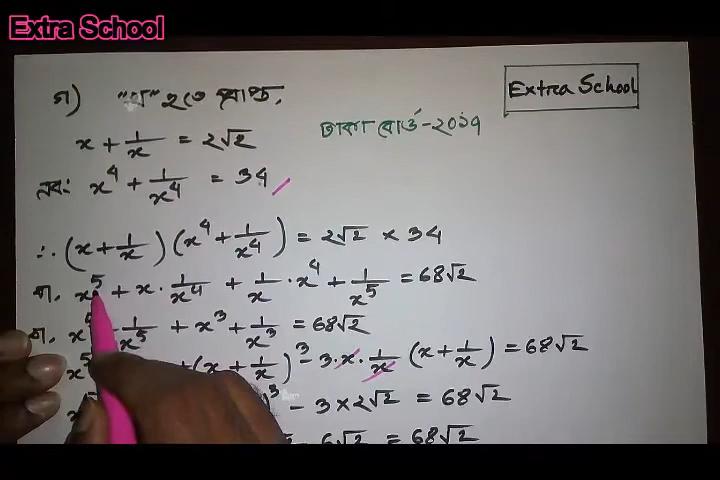 Extra School
Extra School
গ) "খ" হতে প্রাপ্ত,
ঢাকা বোর্ড-২০১৭
x + 1/x = 2√2
এবং x⁴ + 1/x⁴ = 34
∴ (x + 1/x)(x⁴ + 1/x⁴) = 2√2 × 34
বা, x⁵ + x · 1/x⁴ + 1/x · x⁴ + 1/x⁵ = 68√2
বা, 1/x⁵ + x³ + 1/x³ = 68√2
x⁵ + (x + 1/x)³ - 3 · x · 1/x (x + 1/x) = 68√2
³ - 3 × 2√2 = 68√2
- 6√2 = 68√2